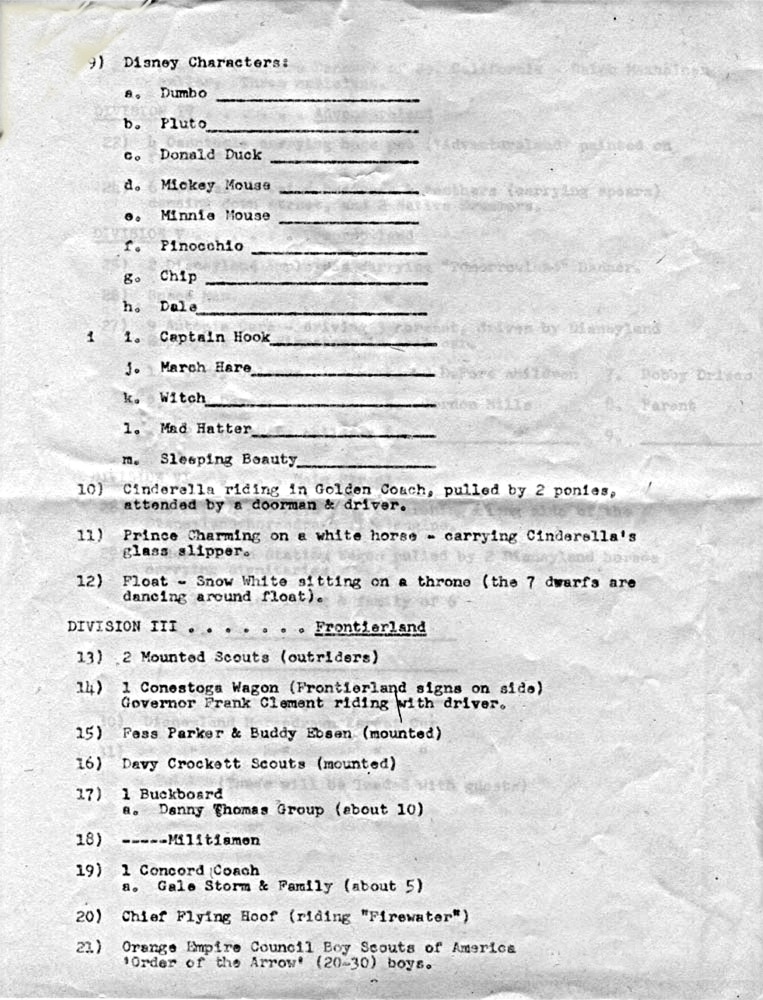 9) Disney Characters:
a. Dumbo
b. Pluto
c. Donald Duck
d. Mickey Mouse
e. Minnie Mouse
f. Pinocchio
g. Chip
h. Dale
1 i. Captain Hook
j. March Hare
k. Witch
l. Mad Hatter
m. Sleeping Beauty
10) Cinderella riding in Golden Coach, pulled by 2 ponies,
attended by a doorman & driver.
11) Prince Charming on a white horse - carrying Cinderella's
glass slipper.
12) Float - Snow White sitting on a throne (the 7 dwarfs are
dancing around float).
DIVISION III . . . . . . . Frontierland
13) 2 Mounted Scouts (outriders)
14) 1 Conestoga Wagon (Frontierland signs on side)
Governor Frank Clement riding with driver.
15) Fess Parker & Buddy Ebsen (mounted)
16) Davy Crockett Scouts (mounted)
17) 1 Buckboard
a. Danny Thomas Group (about 10)
18) -----Militiamen
19) 1 Concord Coach
a. Gale Storm & Family (about 5)
20) Chief Flying Hoof (riding "Firewater")
21) Orange Empire Council Boy Scouts of America
'Order of the Arrow' (20-30) boys.